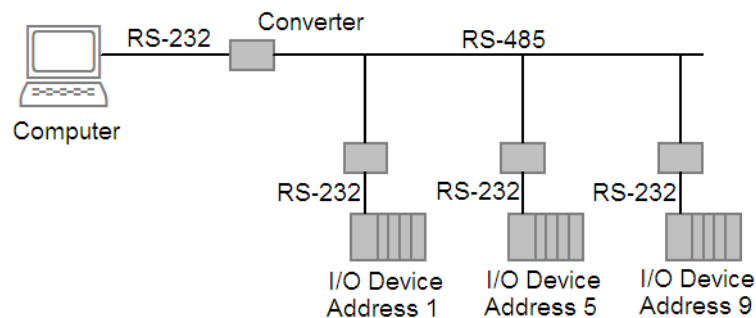 Converter
RS-232
RS-485
Computer
RS-232
RS-232
RS-232
I/O Device
Address 1
I/O Device
Address 5
I/O Device
Address 9